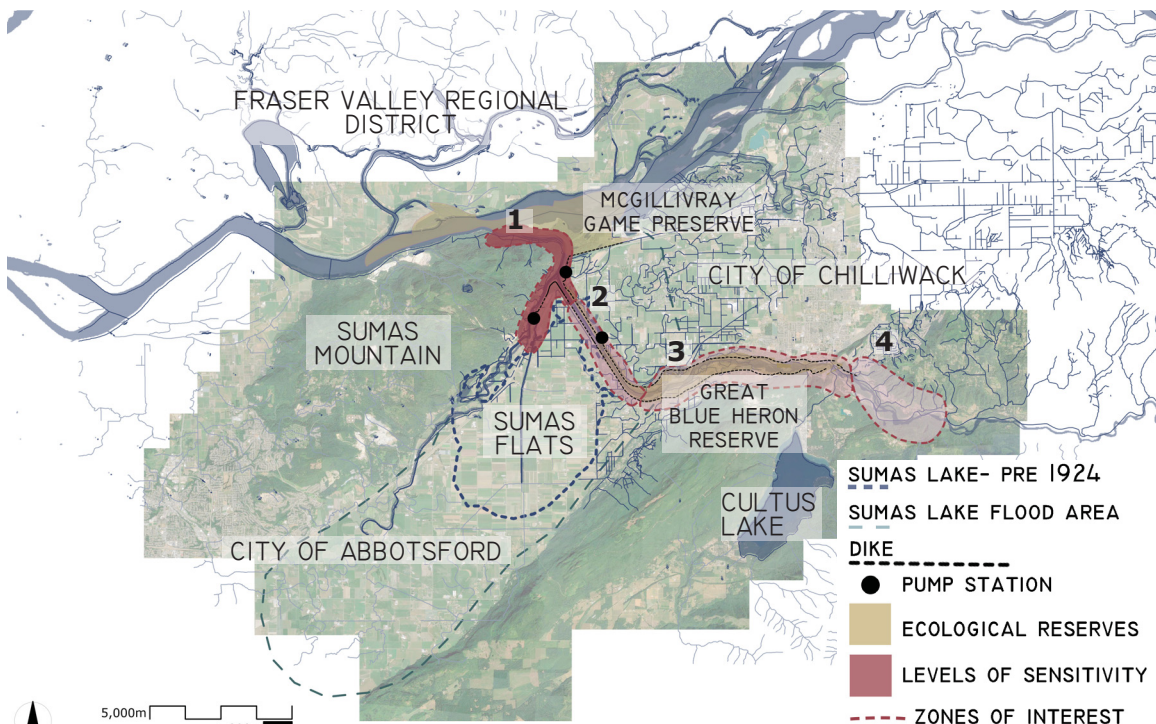 FRASER VALLEY REGIONAL
DISTRICT
MCGILLIVRAY
GAME PRESERVE
1
CITY OF CHILLIWACK
2
SUMAS
MOUNTAIN
3
4
GREAT
BLUE HERON
RESERVE
SUMAS
FLATS
CULTUS
LAKE
CITY OF ABBOTSFORD
SUMAS LAKE- PRE 1924
SUMAS LAKE FLOOD AREA
DIKE
PUMP STATION
ECOLOGICAL RESERVES
LEVELS OF SENSITIVITY
ZONES OF INTEREST
5,000m